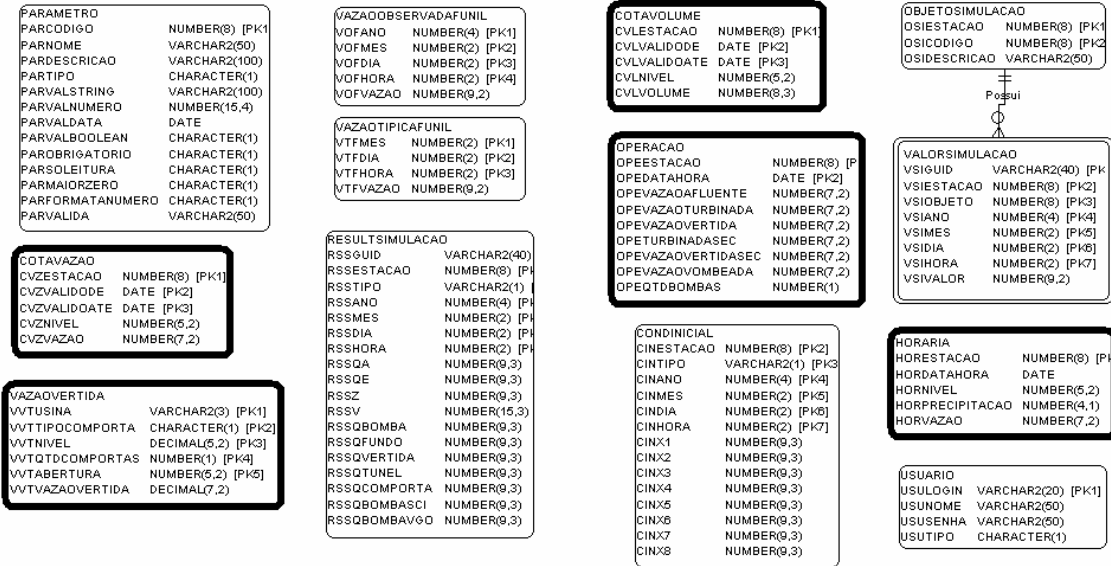 PARAMETRO
PARCODIGO NUMBER(8) [PK1
PARNOME VARCHAR2(50)
PARDESCRICAO VARCHAR2(100)
PARTIPO CHARACTER(1)
PARVALSTRING VARCHAR2(100)
PARVALNUMERO NUMBER(15,4)
PARVALDATA DATE
PARVALBOOLEAN CHARACTER(1)
PAROBRIGATORIO CHARACTER(1)
PARSOLEITURA CHARACTER(1)
PARMAIORZERO CHARACTER(1)
PARFORMATANUMERO CHARACTER(1)
PARVALIDA VARCHAR2(50)
COTAVAZAO
CVZESTACAO NUMBER(8) [PK1]
CVZVALIDODE DATE [PK2]
CVZVALIDOATE DATE [PK3]
CVZNIVEL NUMBER(5,2)
CVZVAZAO NUMBER(7,2)
VAZAOVERTIDA
VVTUSINA VARCHAR2(3) [PK1]
VVTTIPOCOMPORTA CHARACTER(1) [PK2]
VVTNIVEL DECIMAL(5,2) [PK3]
VVTQTDCOMPORTAS NUMBER(1) [PK4]
VVTABERTURA NUMBER(5,2) [PK5]
VVTVAZAOVERTIDA DECIMAL(7,2)
VAZAOOBSERVADAFUNIL
VOFANO NUMBER(4) [PK1]
VOFMES NUMBER(2) [PK2]
VOFDIA NUMBER(2) [PK3]
VOFHORA NUMBER(2) [PK4]
VOFVAZAO NUMBER(9,2)
VAZAOTIPICAFUNIL
VTFMES NUMBER(2) [PK1]
VTFDIA NUMBER(2) [PK2]
VTFHORA NUMBER(2) [PK3]
VTFVAZAO NUMBER(9,2)
RESULTSIMULACAO
RSSGUID VARCHAR2(40)
RSSESTACAO NUMBER(8) [PK
RSSTIPO VARCHAR2(1) [
RSSANO NUMBER(4) [PK
RSSMES NUMBER(2) [PK
RSSDIA NUMBER(2) [PK
RSSHORA NUMBER(2) [PK
RSSQA NUMBER(9,3)
RSSQE NUMBER(9,3)
RSSZ NUMBER(9,3)
RSSV NUMBER(15,3)
RSSQBOMBA NUMBER(9,3)
RSSQFUNDO NUMBER(9,3)
RSSQVERTIDA NUMBER(9,3)
RSSQTUNEL NUMBER(9,3)
RSSQCOMPORTA NUMBER(9,3)
RSSQBOMBASCI NUMBER(9,3)
RSSQBOMBAVGO NUMBER(9,3)
COTAVOLUME
CVLESTACAO NUMBER(8) [PK1]
CVLVALIDODE DATE [PK2]
CVLVALIDOATE DATE [PK3]
CVLNIVEL NUMBER(5,2)
CVLVOLUME NUMBER(8,3)
OPERACAO
OPEESTACAO NUMBER(8) [P
OPEDATAHORA DATE [PK2]
OPEVAZAOAFLUENTE NUMBER(7,2)
OPEVAZAOTURBINADA NUMBER(7,2)
OPEVAZAOVERTIDA NUMBER(7,2)
OPETURBINADASEC NUMBER(7,2)
OPEVAZAOVERTIDASEC NUMBER(7,2)
OPEVAZAOVOMBEADA NUMBER(7,2)
OPEQTDBOMBAS NUMBER(1)
CONDINICIAL
CINESTACAO NUMBER(8) [PK2]
CINTIPO VARCHAR2(1) [PK3
CINANO NUMBER(4) [PK4]
CINMES NUMBER(2) [PK5]
CINDIA NUMBER(2) [PK6]
CINHORA NUMBER(2) [PK7]
CINX1 NUMBER(9,3)
CINX2 NUMBER(9,3)
CINX3 NUMBER(9,3)
CINX4 NUMBER(9,3)
CINX5 NUMBER(9,3)
CINX6 NUMBER(9,3)
CINX7 NUMBER(9,3)
CINX8 NUMBER(9,3)
OBJETOSIMULACAO
OSIESTACAO NUMBER(8) [PK1
OSICODIGO NUMBER(8) [PK2
OSIDESCRICAO VARCHAR2(50)
Possui
VALORSIMULACAO
VSIGUID VARCHAR2(40) [PK
VSIESTACAO NUMBER(8) [PK2]
VSIOBJETO NUMBER(8) [PK3]
VSIANO NUMBER(4) [PK4]
VSIMES NUMBER(2) [PK5]
VSIDIA NUMBER(2) [PK6]
VSIHORA NUMBER(2) [PK7]
VSIVALOR NUMBER(9,2)
HORARIA
HORESTACAO NUMBER(8) [PK
HORDATAHORA DATE
HORNIVEL NUMBER(5,2)
HORPRECIPITACAO NUMBER(4,1)
HORVAZAO NUMBER(7,2)
USUARIO
USULOGIN VARCHAR2(20) [PK1]
USUNOME VARCHAR2(50)
USUSENHA VARCHAR2(50)
USUTIPO CHARACTER(1)